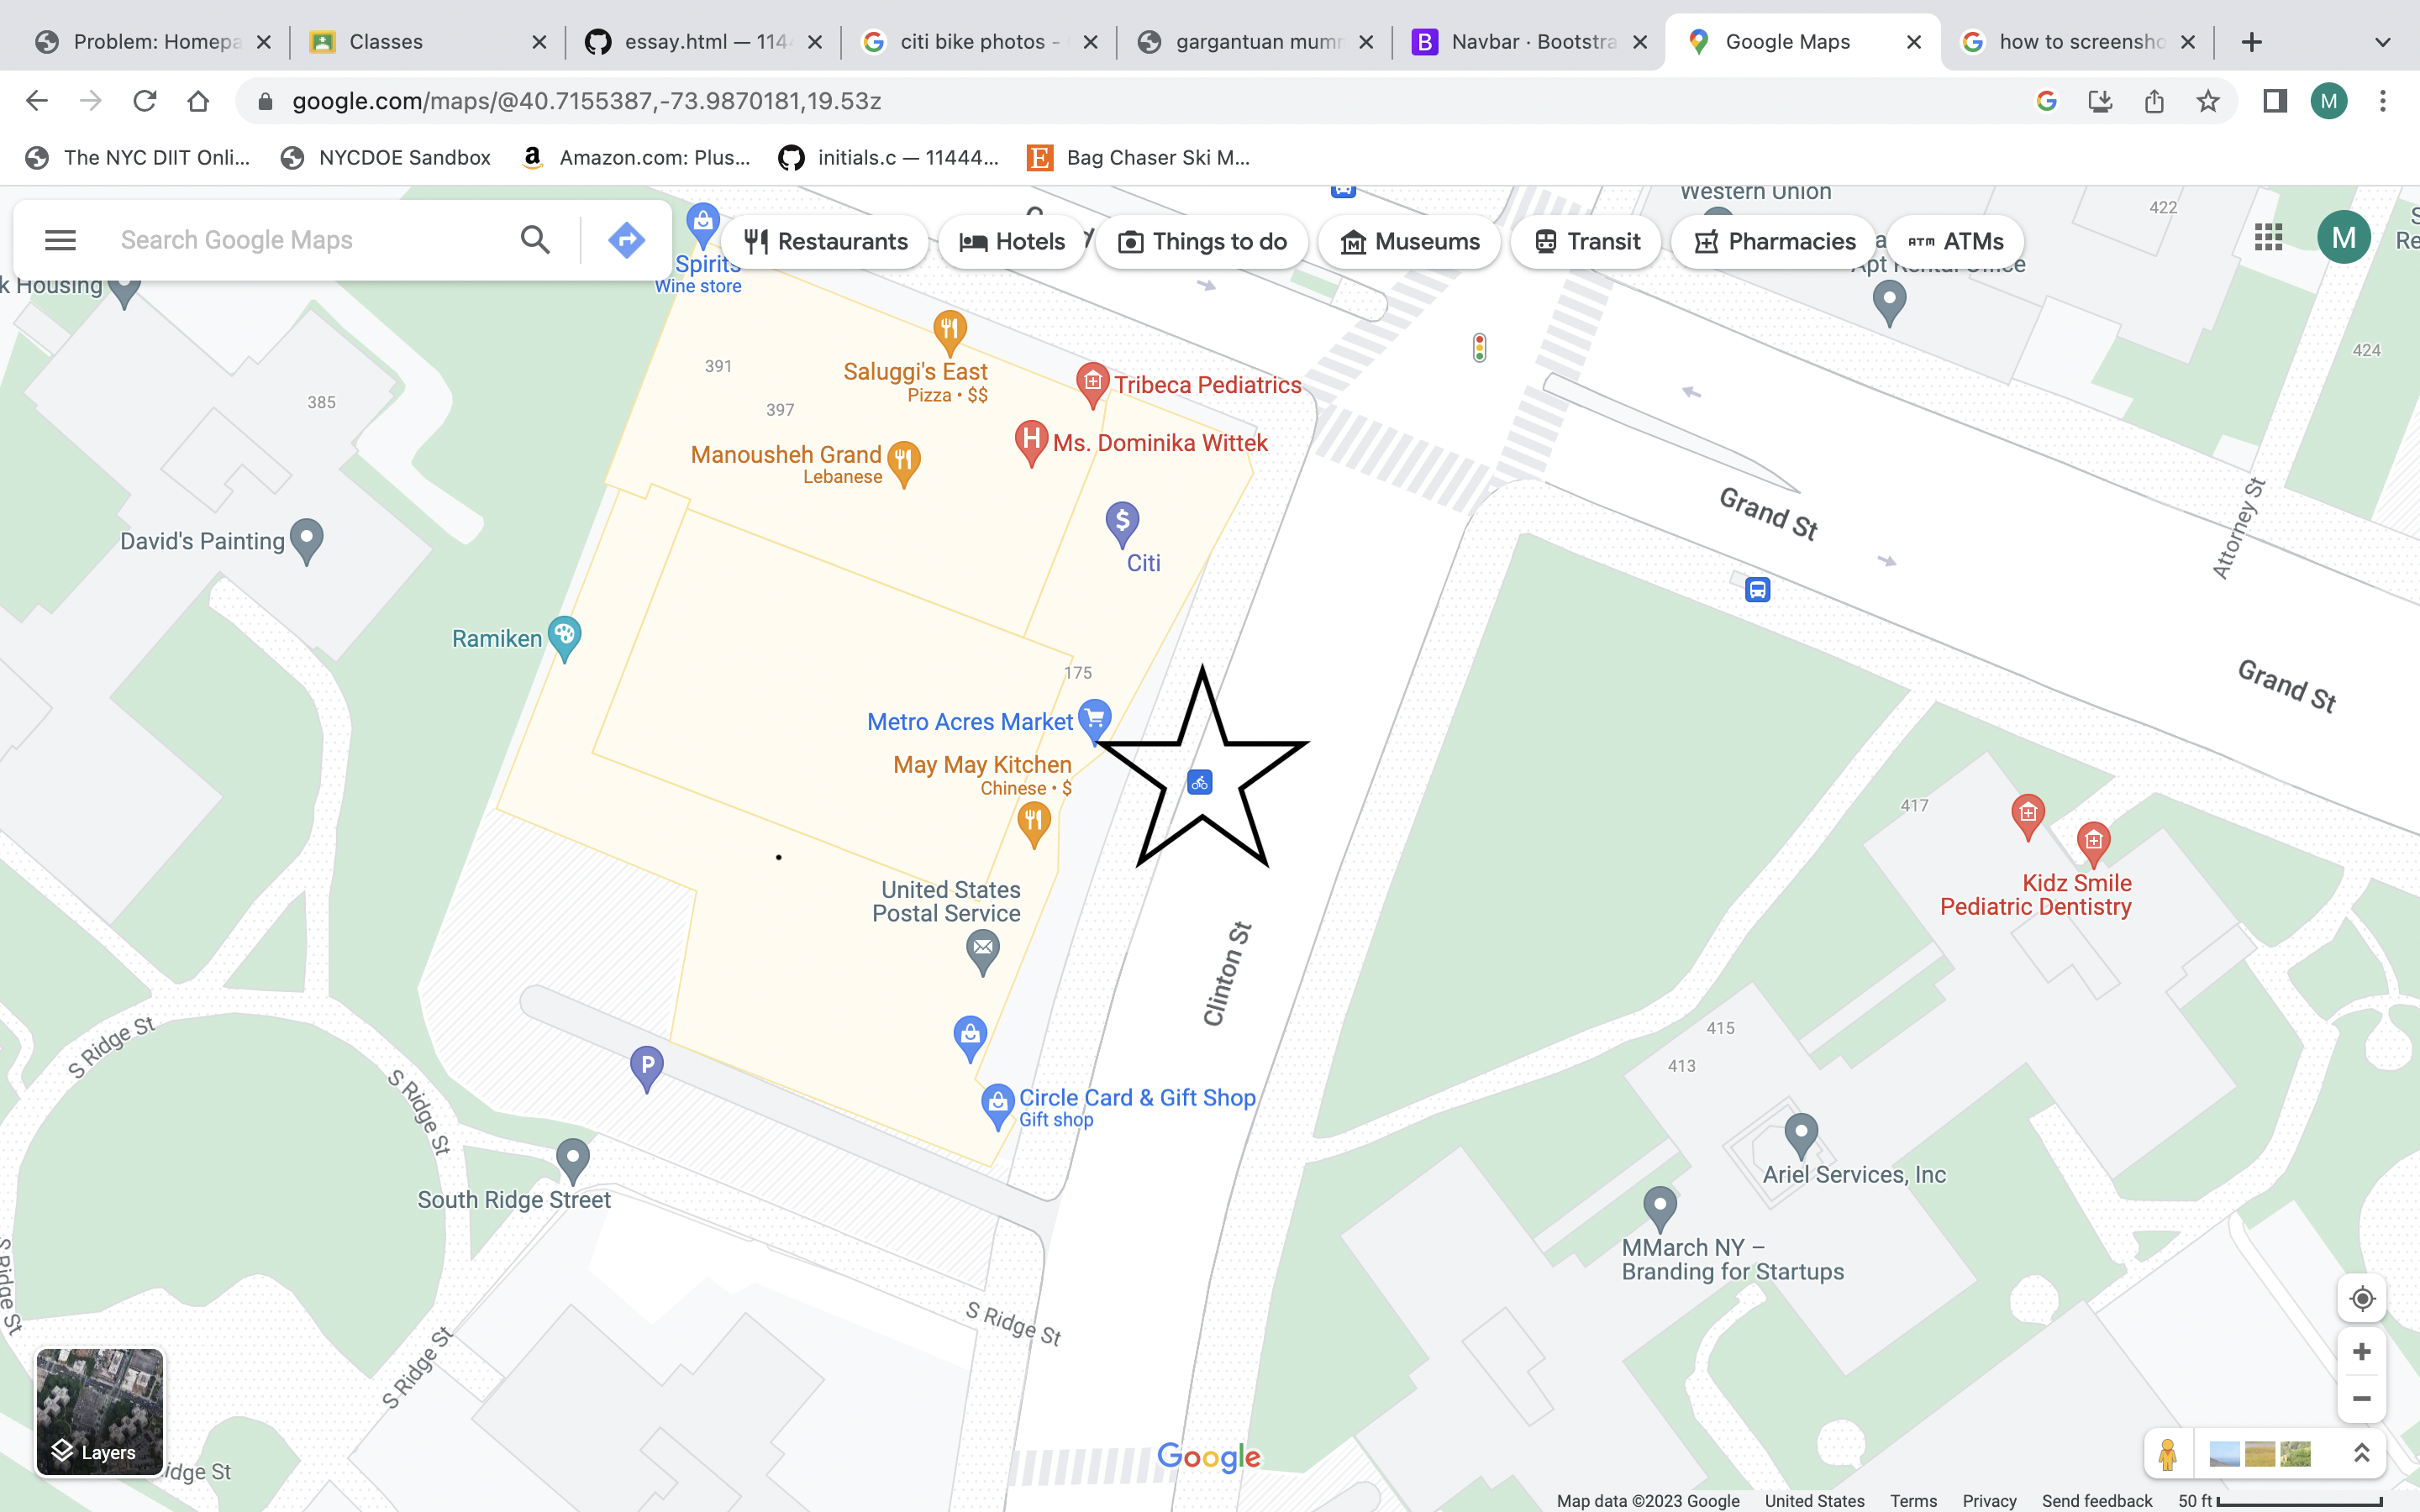 Problem: Homepa
Classes
essay.html — 1144
citi bike photos -
gargantuan mumm
Navbar · Bootstra
Google Maps
how to screensho
google.com/maps/@40.7155387,-73.9870181,19.53z
M
The NYC DIIT Onli...
NYCDOE Sandbox
Amazon.com: Plus...
initials.c — 11444...
Bag Chaser Ski M...
Search Google Maps
Restaurants
Hotels
Things to do
Museums
Transit
Pharmacies
ATM ATMs
M
Western Union
422
Apt Rental Office
Spirits
Wine store
k Housing
424
391
Saluggi's East
Pizza • $$
Tribeca Pediatrics
385
397
H
Ms. Dominika Wittek
Manousheh Grand
Lebanese
$
Citi
Grand St
Attorney St
David's Painting
Ramiken
175
Grand St
Metro Acres Market
May May Kitchen
Chinese • $
417
United States
Postal Service
Kidz Smile
Pediatric Dentistry
Clinton St
S Ridge St
S Ridge St
P
415
413
Circle Card & Gift Shop
Gift shop
South Ridge Street
Ariel Services, Inc
MMarch NY –
Branding for Startups
S Ridge St
S Ridge St
S Ridge St
Layers
idge St
Google
Map data ©2023 Google
United States
Terms
Privacy
Send feedback
50 ft